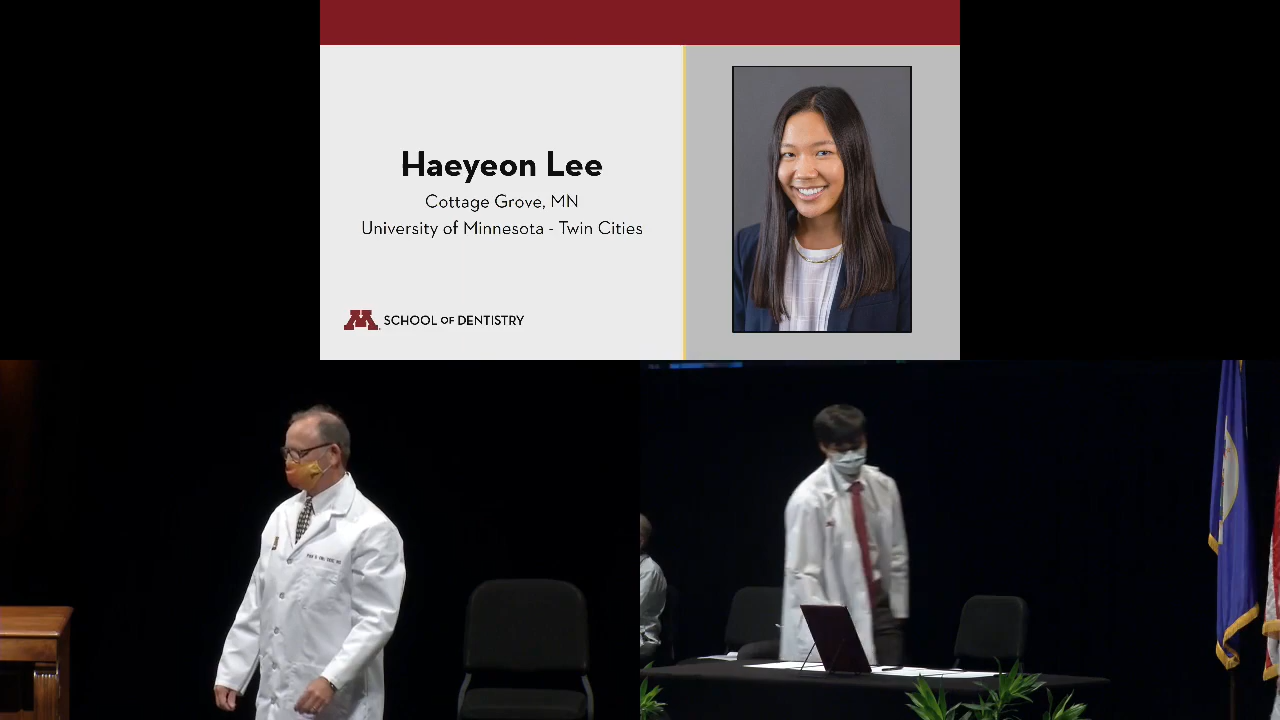 Haeyeon Lee
Cottage Grove, MN
University of Minnesota - Twin Cities
M SCHOOL OF DENTISTRY